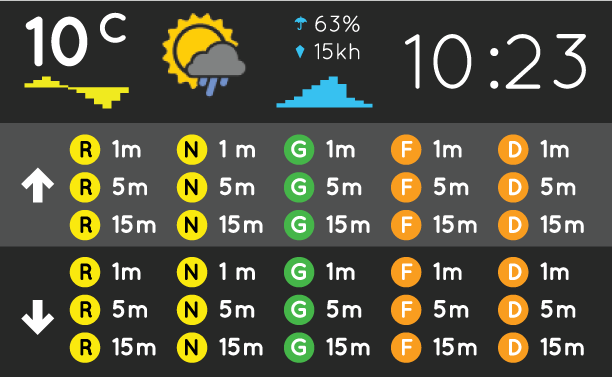 10 C 63% 10:23
15kh
R 1m N 1 m G 1m F 1m D 1m
R 5m N 5m G 5m F 5m D 5m
R 15m N 15m G 15m F 15m D 15m
R 1m N 1 m G 1m F 1m D 1m
R 5m N 5m G 5m F 5m D 5m
R 15m N 15m G 15m F 15m D 15m